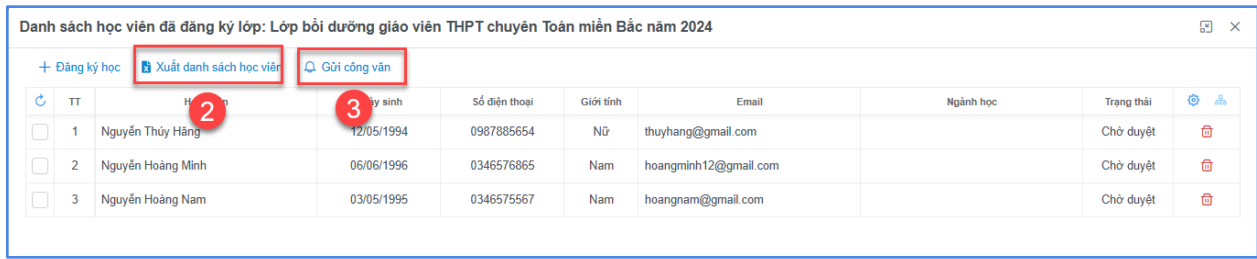 Danh sách học viên đã đăng ký lớp: Lớp bồi dưỡng giáo viên THPT chuyên Toán miền Bắc năm 2024
+ Đăng ký học Xuất danh sách học viên Gửi công văn
TT 2 3 sinh Số điện thoại Giới tính Email Ngành học Trạng thái
1 Nguyễn Thúy Hằng 12/05/1994 0987885654 Nữ thuyhang@gmail.com Chờ duyệt
2 Nguyễn Hoàng Minh 06/06/1996 0346576865 Nam hoangminh12@gmail.com Chờ duyệt
3 Nguyễn Hoàng Nam 03/05/1995 0346575567 Nam hoangnam@gmail.com Chờ duyệt